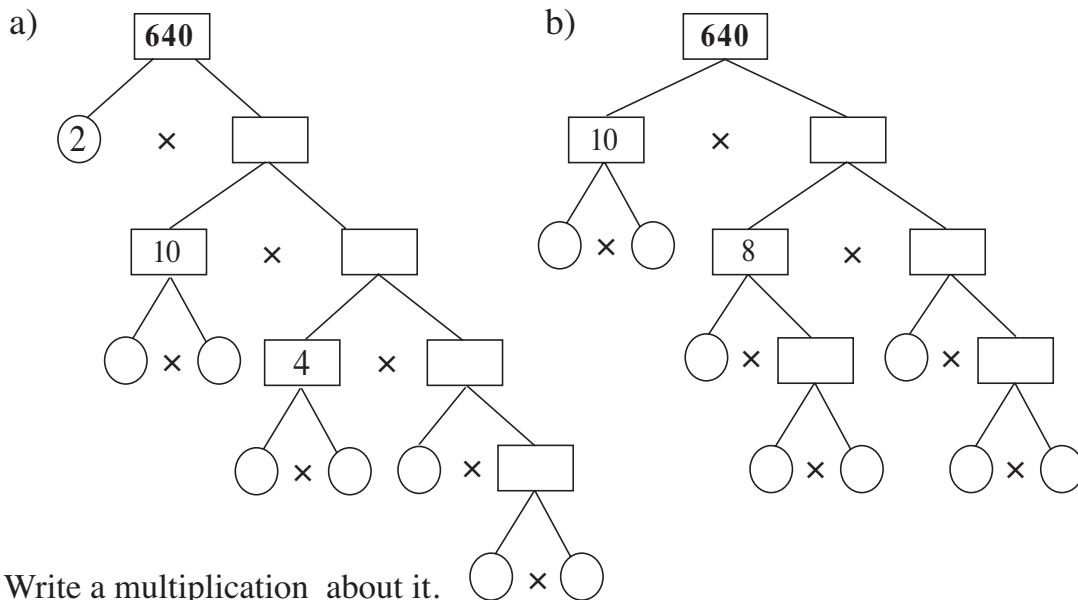 a) b)
640 640
2 × 10 ×
10 × 8 ×
×
× 4 × × ×
× × × ×
Write a multiplication about it. ×